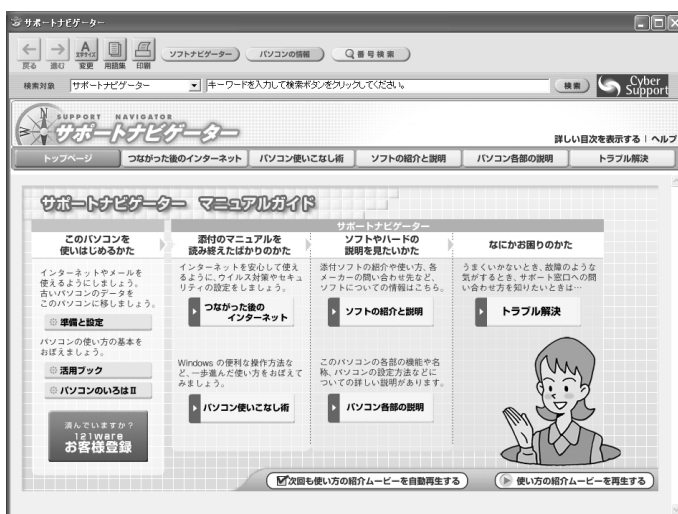 サポートナビゲーター
戻る 進む 文字サイズ 変更 用語集 印刷 ソフトナビゲーター パソコンの情報 番号検索
検索対象 サポートナビゲーター キーワードを入力して検索ボタンをクリックしてください。 検索 Cyber Support
SUPPORT NAVIGATOR
サポートナビゲーター
詳しい目次を表示する | ヘルプ
トップページ つながった後のインターネット パソコン使いこなし術 ソフトの紹介と説明 パソコン各部の説明 トラブル解決
サポートナビゲーター マニュアルガイド
サポートナビゲーター
このパソコンを
使いはじめるかた
インターネットやメールを
使えるようにしましょう。
古いパソコンのデータを
このパソコンに移しましょう。
準備と設定
パソコンの使い方の基本を
おぼえましょう。
活用ブック
パソコンのいろはⅡ
済んでいますか?
121ware
お客様登録
添付のマニュアルを
読み終えたばかりのかた
インターネットを安心して使え
るように、ウイルス対策やセキュ
リティの設定をしましょう。
つながった後の
インターネット
Windows の便利な操作方法な
ど、一歩進んだ使い方をおぼえて
みましょう。
パソコン使いこなし術
ソフトやハードの
説明を見たいかた
添付ソフトの紹介や使い方、各
メーカーの問い合わせ先など、
ソフトについての情報はこちら。
ソフトの紹介と説明
このパソコンの各部の機能や名
称、パソコンの設定方法などに
ついての詳しい説明があります。
パソコン各部の説明
なにかお困りのかた
うまくいかないとき、故障のような
気がするとき、サポート窓口への問
い合わせ方を知りたいときは…
トラブル解決
次回も使い方の紹介ムービーを自動再生する
使い方の紹介ムービーを再生する